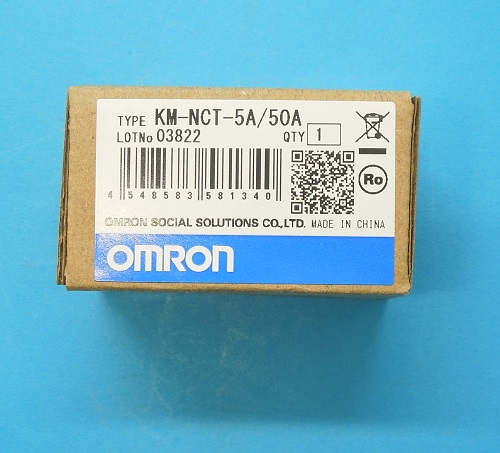 TYPE KM-NCT-5A/50A
LOTNo 03822 QTY 1
4 548583 581340
Ro
OMRON SOCIAL SOLUTIONS CO.,LTD. MADE IN CHINA
OMRON